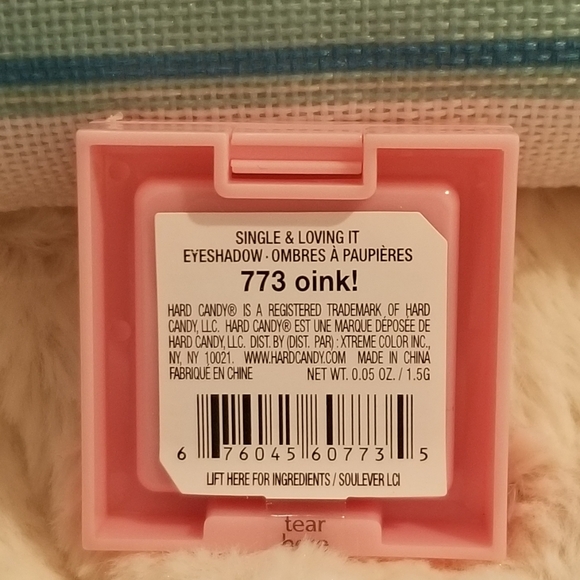 SINGLE & LOVING IT
EYESHADOW · OMBRES À PAUPIÈRES
773 oink!
HARD CANDY® IS A REGISTERED TRADEMARK OF HARD
CANDY, LLC. HARD CANDY® EST UNE MARQUE DÉPOSÉE DE
HARD CANDY, LLC. DIST. BY (DIST. PAR) : XTREME COLOR INC.,
NY, NY 10021. WWW.HARDCANDY.COM MADE IN CHINA
FABRIQUÉ EN CHINE NET WT. 0.05 OZ. / 1.5G
6 76045 60773 5
LIFT HERE FOR INGREDIENTS / SOULEVER LCI
tear
here